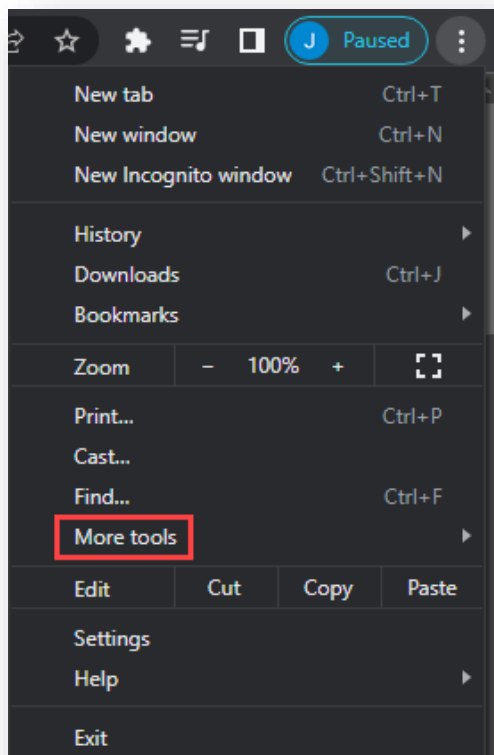 J Paused
New tab Ctrl+T
New window Ctrl+N
New Incognito window Ctrl+Shift+N
History
Downloads Ctrl+J
Bookmarks
Zoom - 100% +
Print... Ctrl+P
Cast...
Find... Ctrl+F
More tools
Edit Cut Copy Paste
Settings
Help
Exit